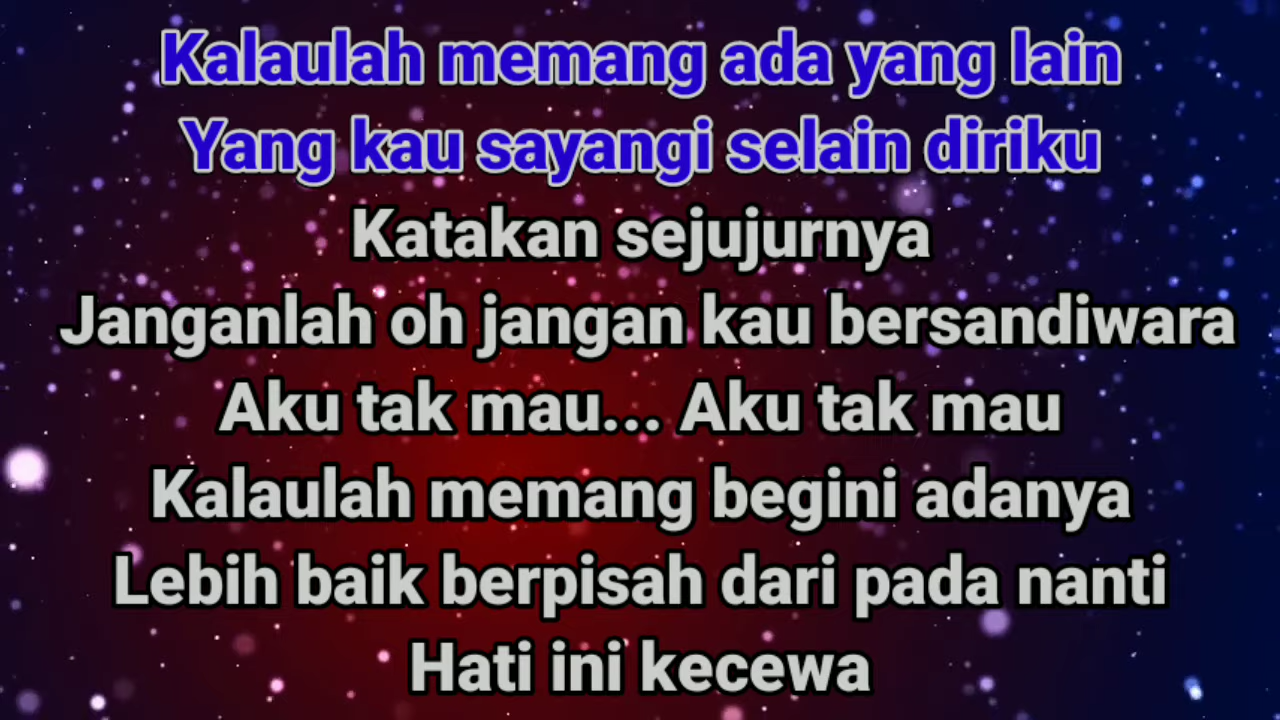 Kalaulah memang ada yang lain
Yang kau sayangi selain diriku
Katakan sejujurnya
Janganlah oh jangan kau bersandiwara
Aku tak mau... Aku tak mau
Kalaulah memang begini adanya
Lebih baik berpisah dari pada nanti
Hati ini kecewa